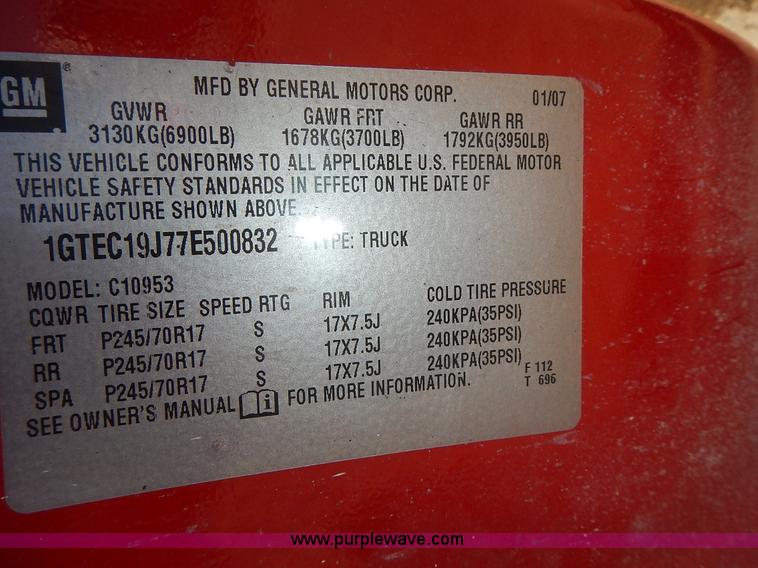 GM
MFD BY GENERAL MOTORS CORP. 01/07
GVWR GAWR FRT GAWR RR
3130KG(6900LB) 1678KG(3700LB) 1792KG(3950LB)
THIS VEHICLE CONFORMS TO ALL APPLICABLE U.S. FEDERAL MOTOR
VEHICLE SAFETY STANDARDS IN EFFECT ON THE DATE OF
MANUFACTURE SHOWN ABOVE.
1GTEC19J77E500832 TYPE: TRUCK
MODEL: C10953
CQWR TIRE SIZE SPEED RTG RIM COLD TIRE PRESSURE
FRT P245/70R17 S 17X7.5J 240KPA(35PSI)
RR P245/70R17 S 17X7.5J 240KPA(35PSI)
SPA P245/70R17 S 17X7.5J 240KPA(35PSI)
SEE OWNER'S MANUAL FOR MORE INFORMATION.
F 112
T 696
www.purplewave.com